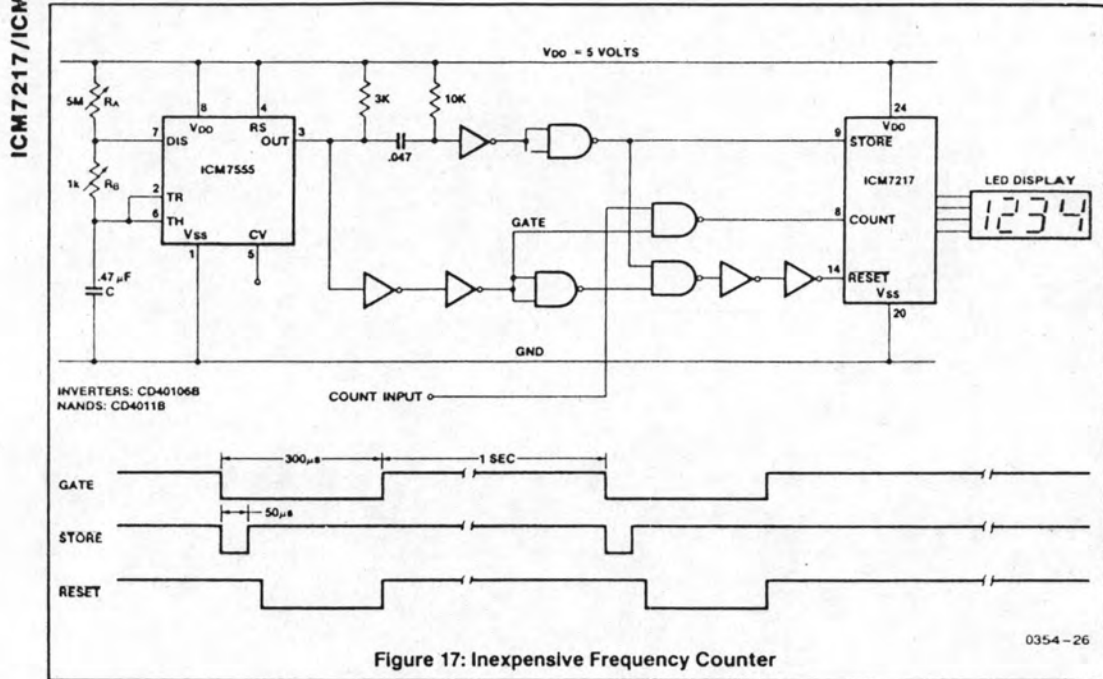 ICM7217/ICM
VDD = 5 VOLTS
5M RA
8
4
3K
10K
24
VDD
RS
VDD
7
DIS
OUT
3
.047
9
STORE
ICM7555
ICM7217
LED DISPLAY
1k RB
2
TR
1234
6
TH
GATE
8
COUNT
VSS
CV
1
5
14
RESET
.47 µF
C
VSS
20
GND
INVERTERS: CD40106B
NANDS: CD4011B
COUNT INPUT
300µs
1 SEC
GATE
50µs
STORE
RESET
0354-26
Figure 17: Inexpensive Frequency Counter